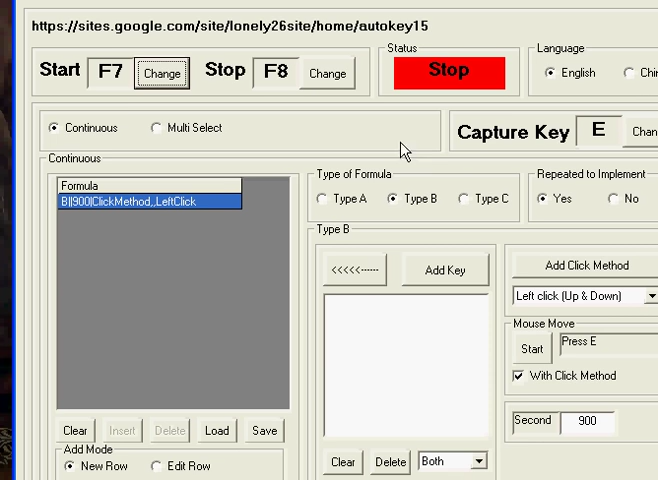 https://sites.google.com/site/lonely26site/home/autokey15
Status
Language
Start F7 Change Stop F8 Change
Stop
English
Continuous Multi Select
Capture Key E
Continuous
Formula
B||900|ClickMethod,,LeftClick
Type of Formula
Type A Type B Type C
Repeated to Implement
Yes No
Type B
<<<<<------ Add Key
Add Click Method
Left click (Up & Down)
Mouse Move
Start Press E
With Click Method
Second 900
Clear Insert Delete Load Save
Add Mode
New Row Edit Row
Clear Delete Both